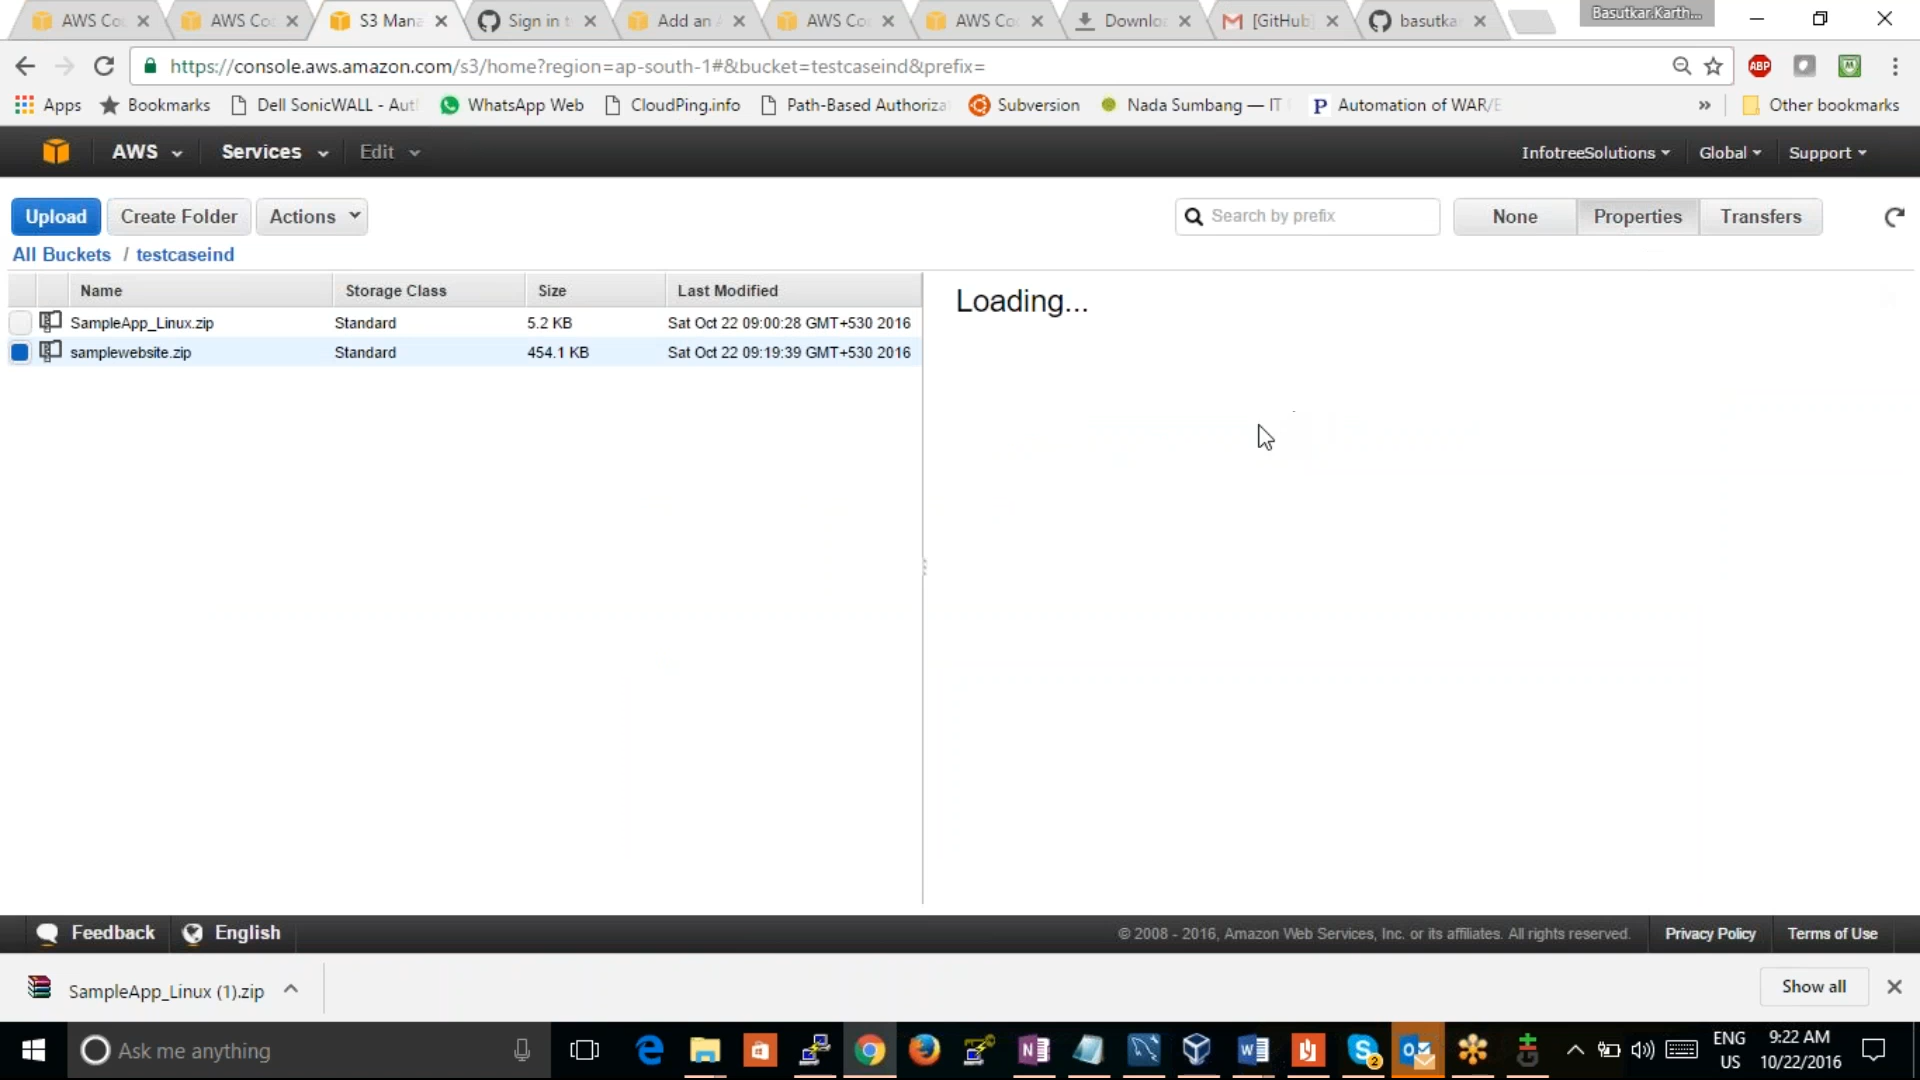 AWS Co
AWS Co
S3 Mana
Sign in t
Add an
AWS Co
AWS Co
Downlo
[GitHub
basutka
Basutkar.Karth...
https://console.aws.amazon.com/s3/home?region=ap-south-1#&bucket=testcaseind&prefix=
ABP
Apps
Bookmarks
Dell SonicWALL - Aut
WhatsApp Web
CloudPing.info
Path-Based Authoriza
Subversion
Nada Sumbang — IT
Automation of WAR/E
»
Other bookmarks
AWS
Services
Edit
InfotreeSolutions
Global
Support
Upload
Create Folder
Actions
Search by prefix
None
Properties
Transfers
All Buckets / testcaseind
Name Storage Class Size Last Modified
SampleApp_Linux.zip Standard 5.2 KB Sat Oct 22 09:00:28 GMT+530 2016
samplewebsite.zip Standard 454.1 KB Sat Oct 22 09:19:39 GMT+530 2016
Loading...
Feedback
English
© 2008 - 2016, Amazon Web Services, Inc. or its affiliates. All rights reserved.
Privacy Policy
Terms of Use
SampleApp_Linux (1).zip
Show all
Ask me anything
2
ENG
US
9:22 AM
10/22/2016